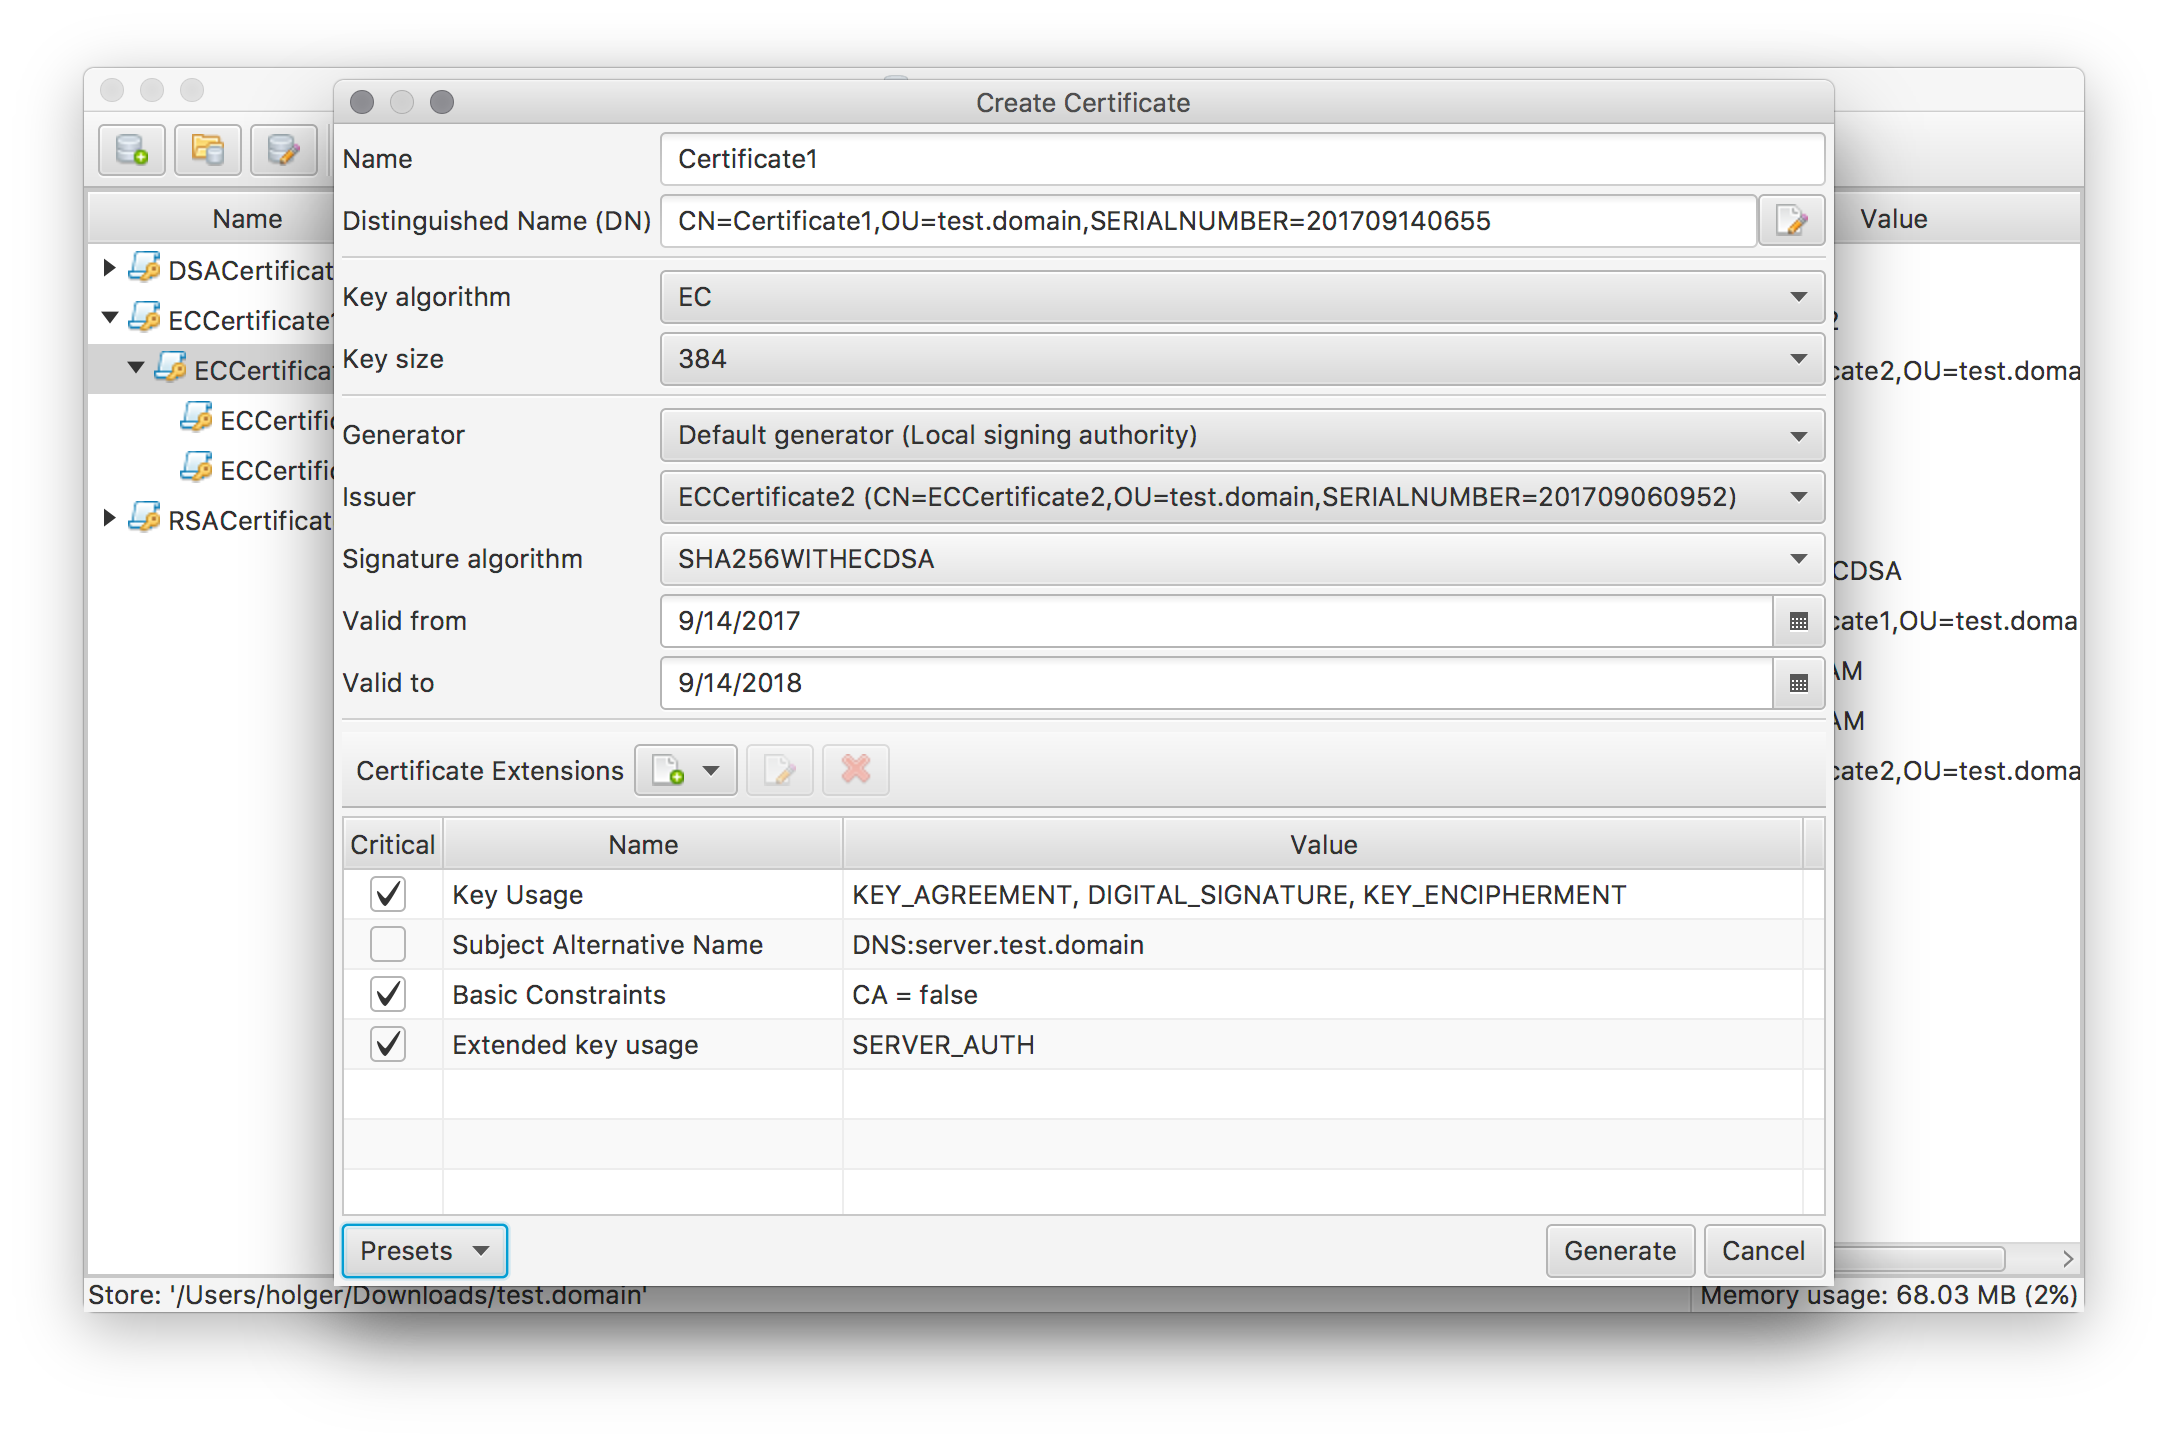 Create Certificate
Name
Certificate1
Distinguished Name (DN)
CN=Certificate1,OU=test.domain,SERIALNUMBER=201709140655
Name
Value
DSACertificat
Key algorithm
EC
ECCertificate1
2
Key size
384
ECCertifica
cate2,OU=test.doma
ECCertific
Generator
Default generator (Local signing authority)
ECCertific
Issuer
ECCertificate2 (CN=ECCertificate2,OU=test.domain,SERIALNUMBER=201709060952)
RSACertificat
Signature algorithm
SHA256WITHECDSA
CDSA
Valid from
9/14/2017
cate1,OU=test.doma
AM
Valid to
9/14/2018
AM
Certificate Extensions
cate2,OU=test.doma
Critical Name Value
Key Usage KEY_AGREEMENT, DIGITAL_SIGNATURE, KEY_ENCIPHERMENT
Subject Alternative Name DNS:server.test.domain
Basic Constraints CA = false
Extended key usage SERVER_AUTH
Presets
Generate
Cancel
Store: '/Users/holger/Downloads/test.domain'
Memory usage: 68.03 MB (2%)